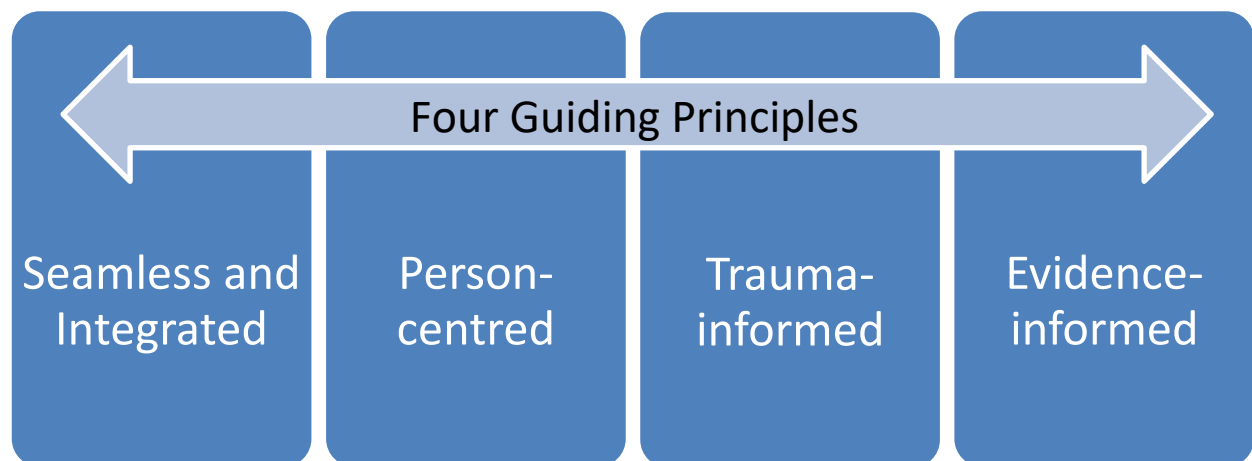 Four Guiding Principles
Seamless and
Integrated
Person-
centred
Trauma-
informed
Evidence-
informed